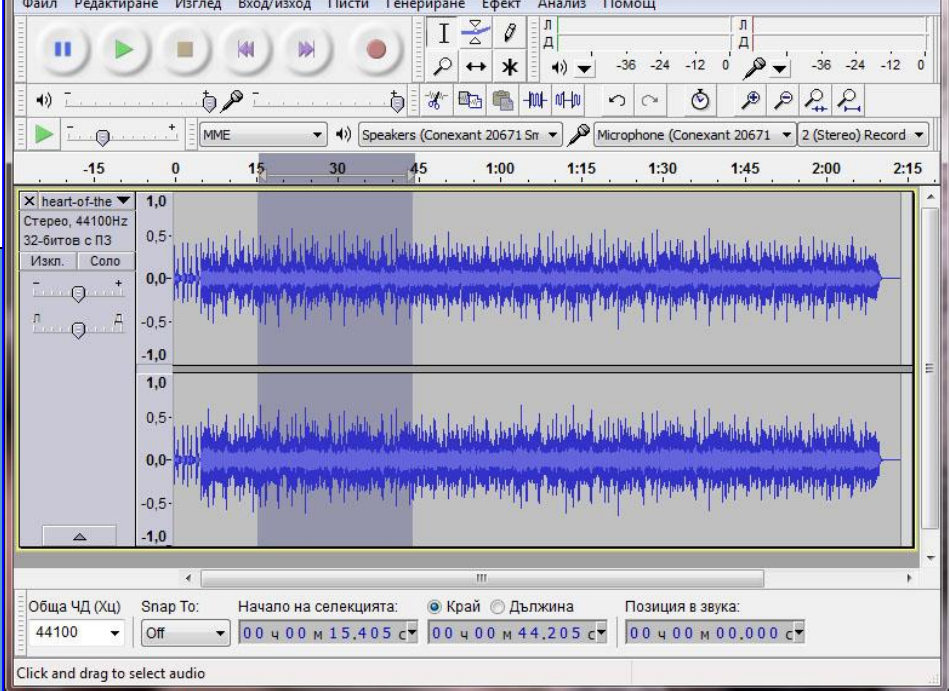 Файл Редактиране Изглед Вход/изход Писти Генериране Ефект Анализ Помощ
Л
Д
Л
Д
-36 -24 -12 0
-36 -24 -12 0
MME
Speakers (Conexant 20671 Sm
Microphone (Conexant 20671
2 (Stereo) Record
-15 0 15 30 45 1:00 1:15 1:30 1:45 2:00 2:15
heart-of-the
Стерео, 44100Hz
32-битов с ПЗ
Изкл. Соло
- +
Л Д
1,0
0,5-
0,0-
-0,5-
-1,0
1,0
0,5-
0,0-
-0,5-
-1,0
Обща ЧД (Хц) Snap To: Начало на селекцията: Край Дължина Позиция в звука:
44100 Off 00 ч 00 м 15.405 с 00 ч 00 м 44.205 с 00 ч 00 м 00.000 с
Click and drag to select audio